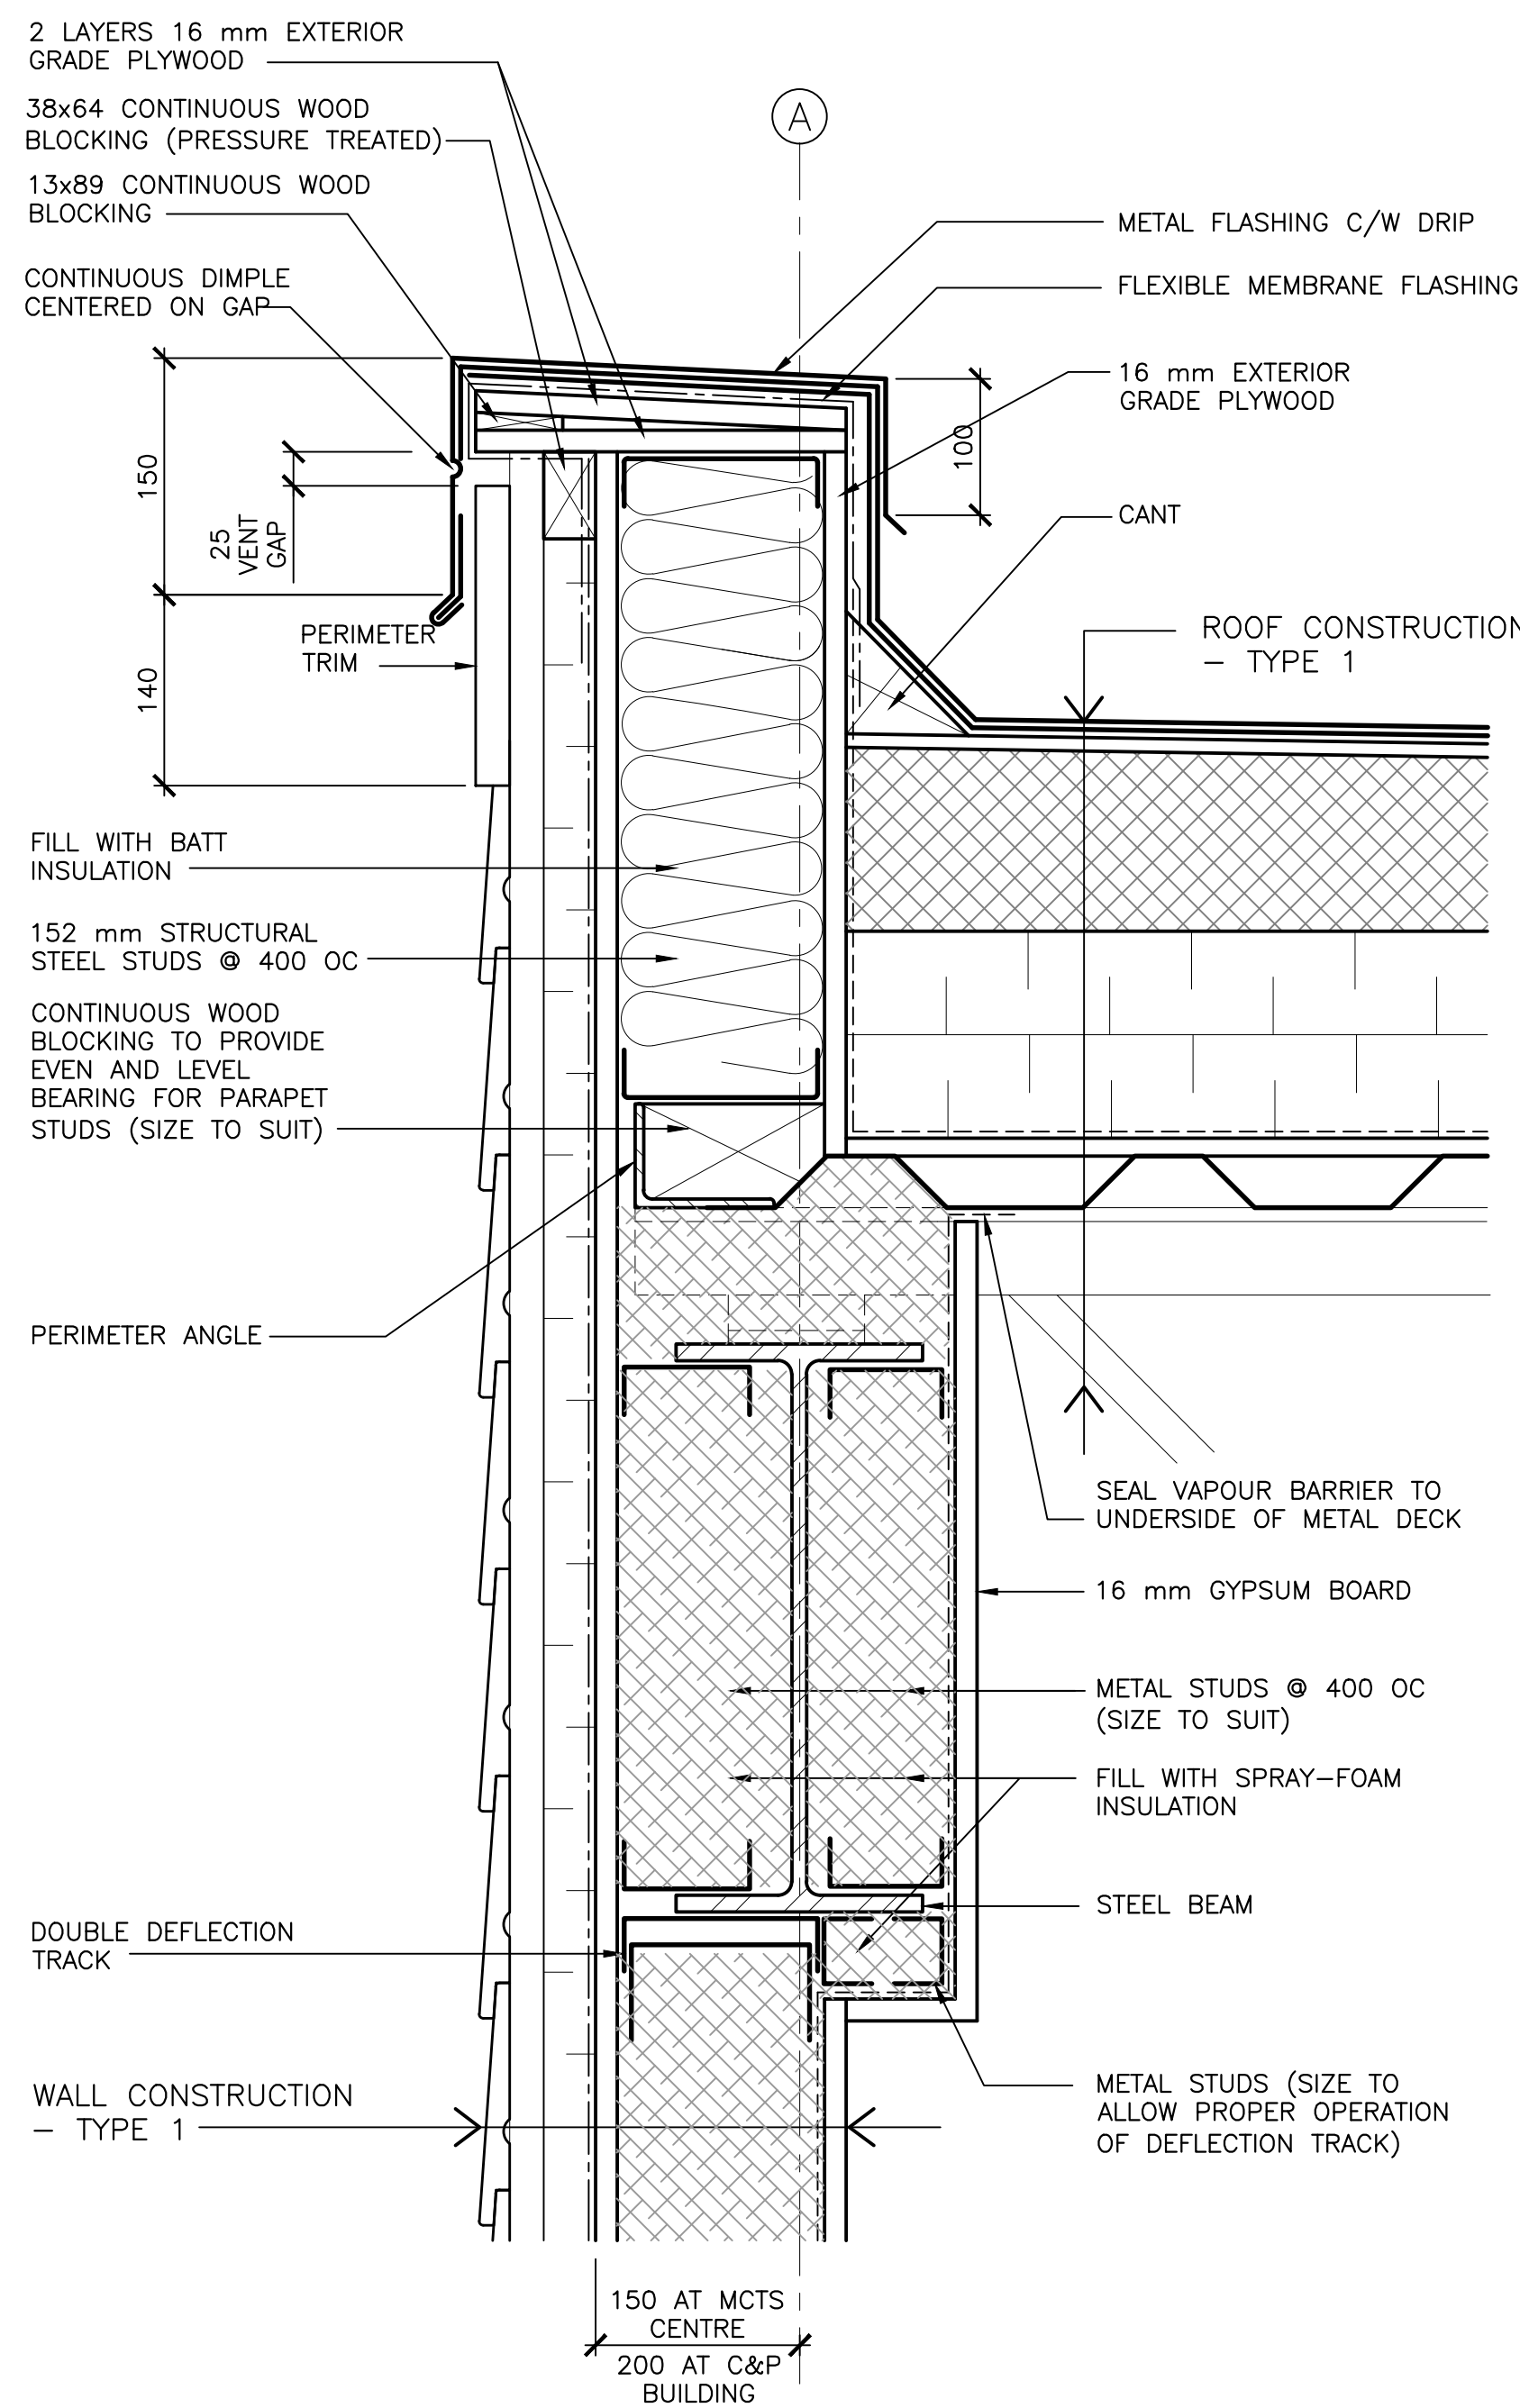 2 LAYERS 16 mm EXTERIOR
GRADE PLYWOOD
38x64 CONTINUOUS WOOD
BLOCKING (PRESSURE TREATED)
13x89 CONTINUOUS WOOD
BLOCKING
CONTINUOUS DIMPLE
CENTERED ON GAP
A
METAL FLASHING C/W DRIP
FLEXIBLE MEMBRANE FLASHING
16 mm EXTERIOR
GRADE PLYWOOD
100
CANT
150
25
VENT
GAP
140
PERIMETER
TRIM
ROOF CONSTRUCTION
- TYPE 1
FILL WITH BATT
INSULATION
152 mm STRUCTURAL
STEEL STUDS @ 400 OC
CONTINUOUS WOOD
BLOCKING TO PROVIDE
EVEN AND LEVEL
BEARING FOR PARAPET
STUDS (SIZE TO SUIT)
PERIMETER ANGLE
SEAL VAPOUR BARRIER TO
UNDERSIDE OF METAL DECK
16 mm GYPSUM BOARD
METAL STUDS @ 400 OC
(SIZE TO SUIT)
FILL WITH SPRAY-FOAM
INSULATION
STEEL BEAM
DOUBLE DEFLECTION
TRACK
METAL STUDS (SIZE TO
ALLOW PROPER OPERATION
OF DEFLECTION TRACK)
WALL CONSTRUCTION
- TYPE 1
150 AT MCTS
CENTRE
200 AT C&P
BUILDING